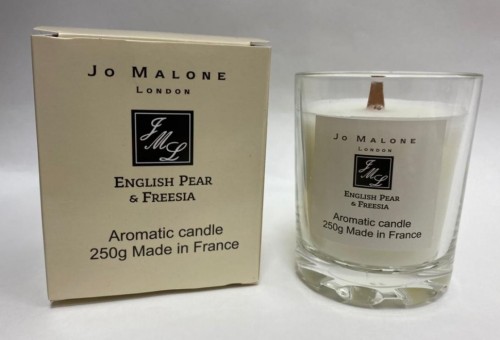 JO MALONE
LONDON
JML
ENGLISH PEAR
& FREESIA
Aromatic candle
250g Made in France
JO MALONE
LONDON
JML
ENGLISH PEAR
& FREESIA
Aromatic candle
250g Made in France